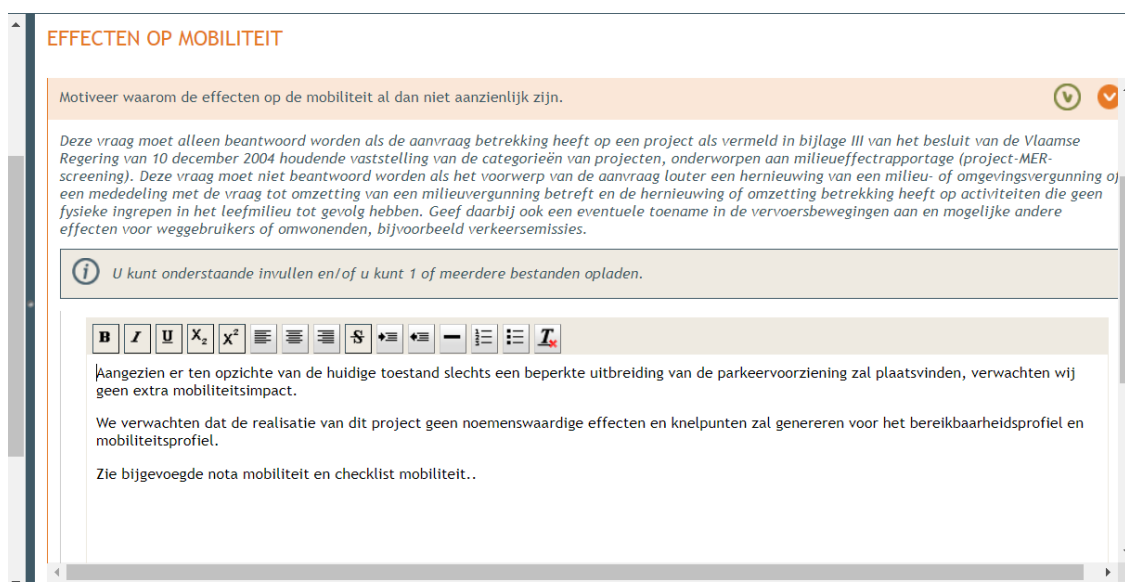 EFFECTEN OP MOBILITEIT
Motiveer waarom de effecten op de mobiliteit al dan niet aanzienlijk zijn.
Deze vraag moet alleen beantwoord worden als de aanvraag betrekking heeft op een project als vermeld in bijlage III van het besluit van de Vlaamse
Regering van 10 december 2004 houdende vaststelling van de categorieën van projecten, onderworpen aan milieueffectrapportage (project-MER-
screening). Deze vraag moet niet beantwoord worden als het voorwerp van de aanvraag louter een hernieuwing van een milieu- of omgevingsvergunning of
een mededeling met de vraag tot omzetting van een milieuvergunning betreft en de hernieuwing of omzetting betrekking heeft op activiteiten die geen
fysieke ingrepen in het leefmilieu tot gevolg hebben. Geef daarbij ook een eventuele toename in de vervoersbewegingen aan en mogelijke andere
effecten voor weggebruikers of omwonenden, bijvoorbeeld verkeersemissies.
i U kunt onderstaande invullen en/of u kunt 1 of meerdere bestanden opladen.
B I U X₂ X² S T
Aangezien er ten opzichte van de huidige toestand slechts een beperkte uitbreiding van de parkeervoorziening zal plaatsvinden, verwachten wij
geen extra mobiliteitsimpact.
We verwachten dat de realisatie van dit project geen noemenswaardige effecten en knelpunten zal genereren voor het bereikbaarheidsprofiel en
mobiliteitsprofiel.
Zie bijgevoegde nota mobiliteit en checklist mobiliteit..